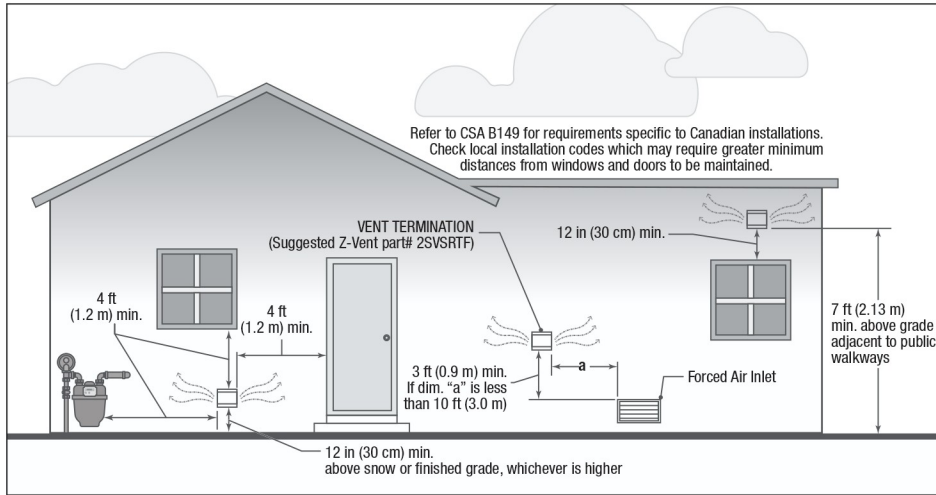 Refer to CSA B149 for requirements specific to Canadian installations.
Check local installation codes which may require greater minimum
distances from windows and doors to be maintained.
VENT TERMINATION
(Suggested Z-Vent part# 2SVSRTF)
12 in (30 cm) min.
4 ft
(1.2 m) min.
4 ft
(1.2 m) min.
7 ft (2.13 m)
min. above grade
adjacent to public
walkways
3 ft (0.9 m) min.
If dim. “a” is less
than 10 ft (3.0 m)
a
Forced Air Inlet
12 in (30 cm) min.
above snow or finished grade, whichever is higher